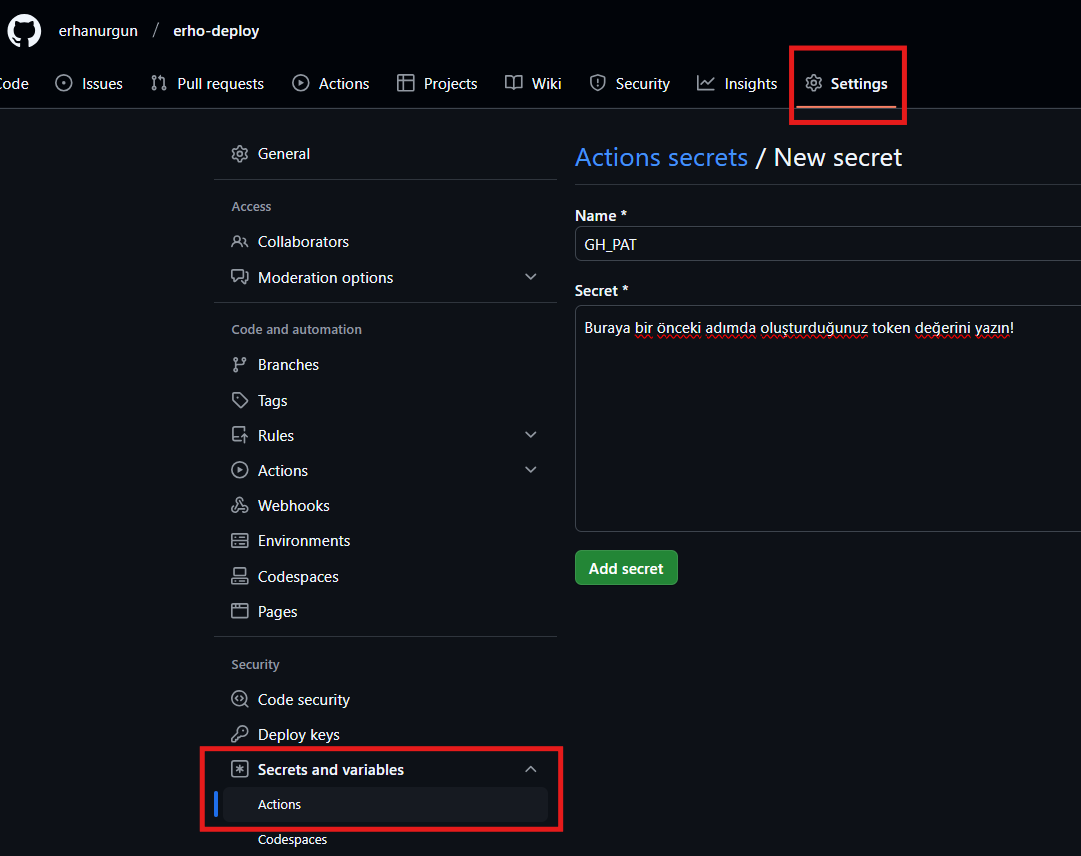 erhanurgun / erho-deploy
Code Issues Pull requests Actions Projects Wiki Security Insights Settings
General
Access
Collaborators
Moderation options
Code and automation
Branches
Tags
Rules
Actions
Webhooks
Environments
Codespaces
Pages
Security
Code security
Deploy keys
Secrets and variables
Actions
Codespaces
Actions secrets / New secret
Name *
GH_PAT
Secret *
Buraya bir önceki adımda oluşturduğunuz token değerini yazın!
Add secret